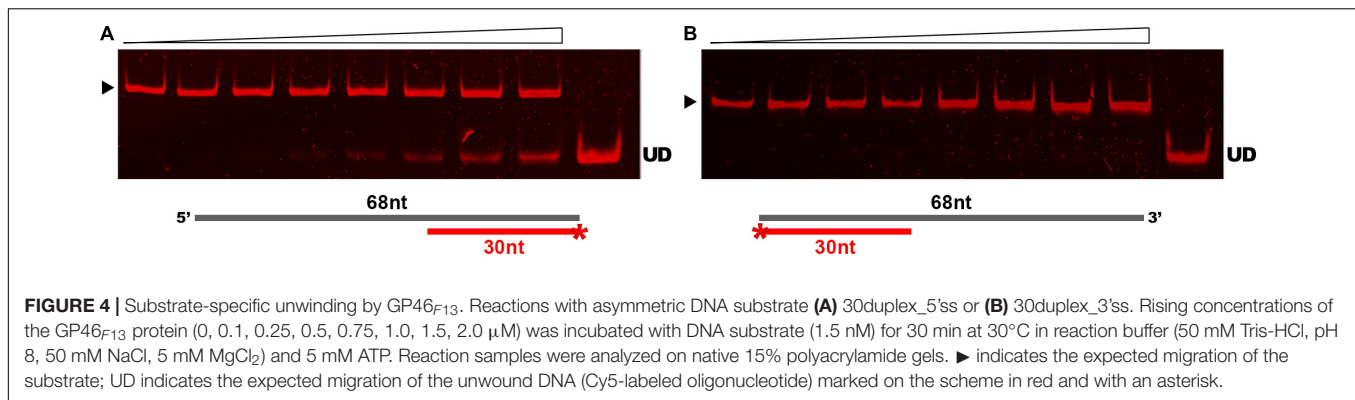 A
B
UD
UD
68nt
5’
30nt
68nt
3’
30nt
FIGURE 4 | Substrate-specific unwinding by GP46F13. Reactions with asymmetric DNA substrate (A) 30duplex_5’ss or (B) 30duplex_3’ss. Rising concentrations of
the GP46F13 protein (0, 0.1, 0.25, 0.5, 0.75, 1.0, 1.5, 2.0 μM) was incubated with DNA substrate (1.5 nM) for 30 min at 30°C in reaction buffer (50 mM Tris-HCl, pH
8, 50 mM NaCl, 5 mM MgCl2) and 5 mM ATP. Reaction samples were analyzed on native 15% polyacrylamide gels. ► indicates the expected migration of the
substrate; UD indicates the expected migration of the unwound DNA (Cy5-labeled oligonucleotide) marked on the scheme in red and with an asterisk.